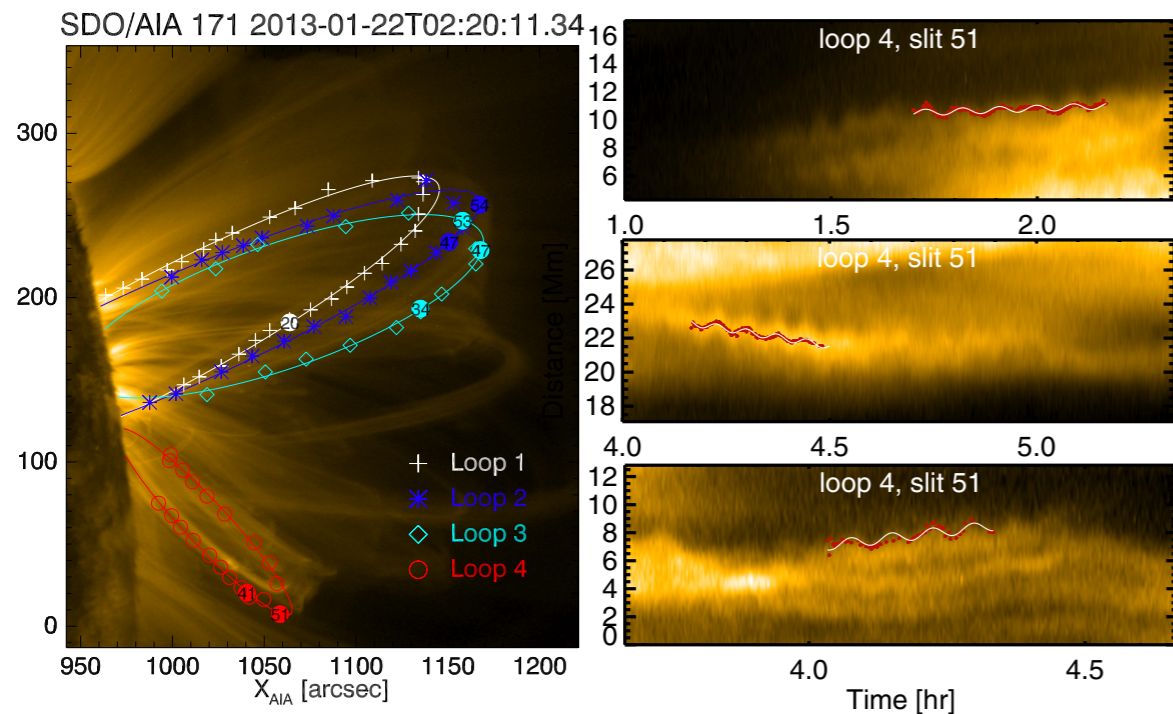 SDO/AIA 171 2013-01-22T02:20:11.34
300
200
100
0
54
53
47
47
34
20
41
51
Loop 1
Loop 2
Loop 3
Loop 4
950 1000 1050 1100 1150 1200
X_AIA [arcsec]
loop 4, slit 51
16
14
12
10
8
6
1.0 1.5 2.0
Distance [Mm]
loop 4, slit 51
26
24
22
20
18
4.0 4.5 5.0
loop 4, slit 51
12
10
8
6
4
2
0
4.0 4.5
Time [hr]